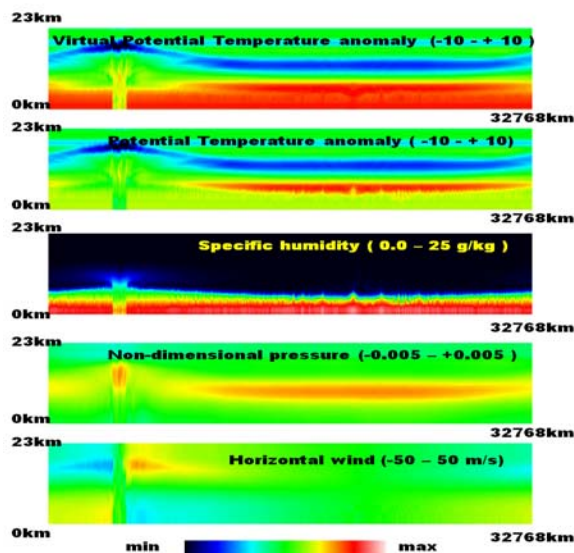 23km
Virtual Potential Temperature anomaly (-10 - + 10 )
0km
32768km
23km
Potential Temperature anomaly ( -10 - + 10)
0km
32768km
23km
Specific humidity ( 0.0 – 25 g/kg )
0km
32768km
23km
Non-dimensional pressure (-0.005 – +0.005 )
0km
32768km
23km
Horizontal wind (-50 – 50 m/s)
0km
32768km
min
max